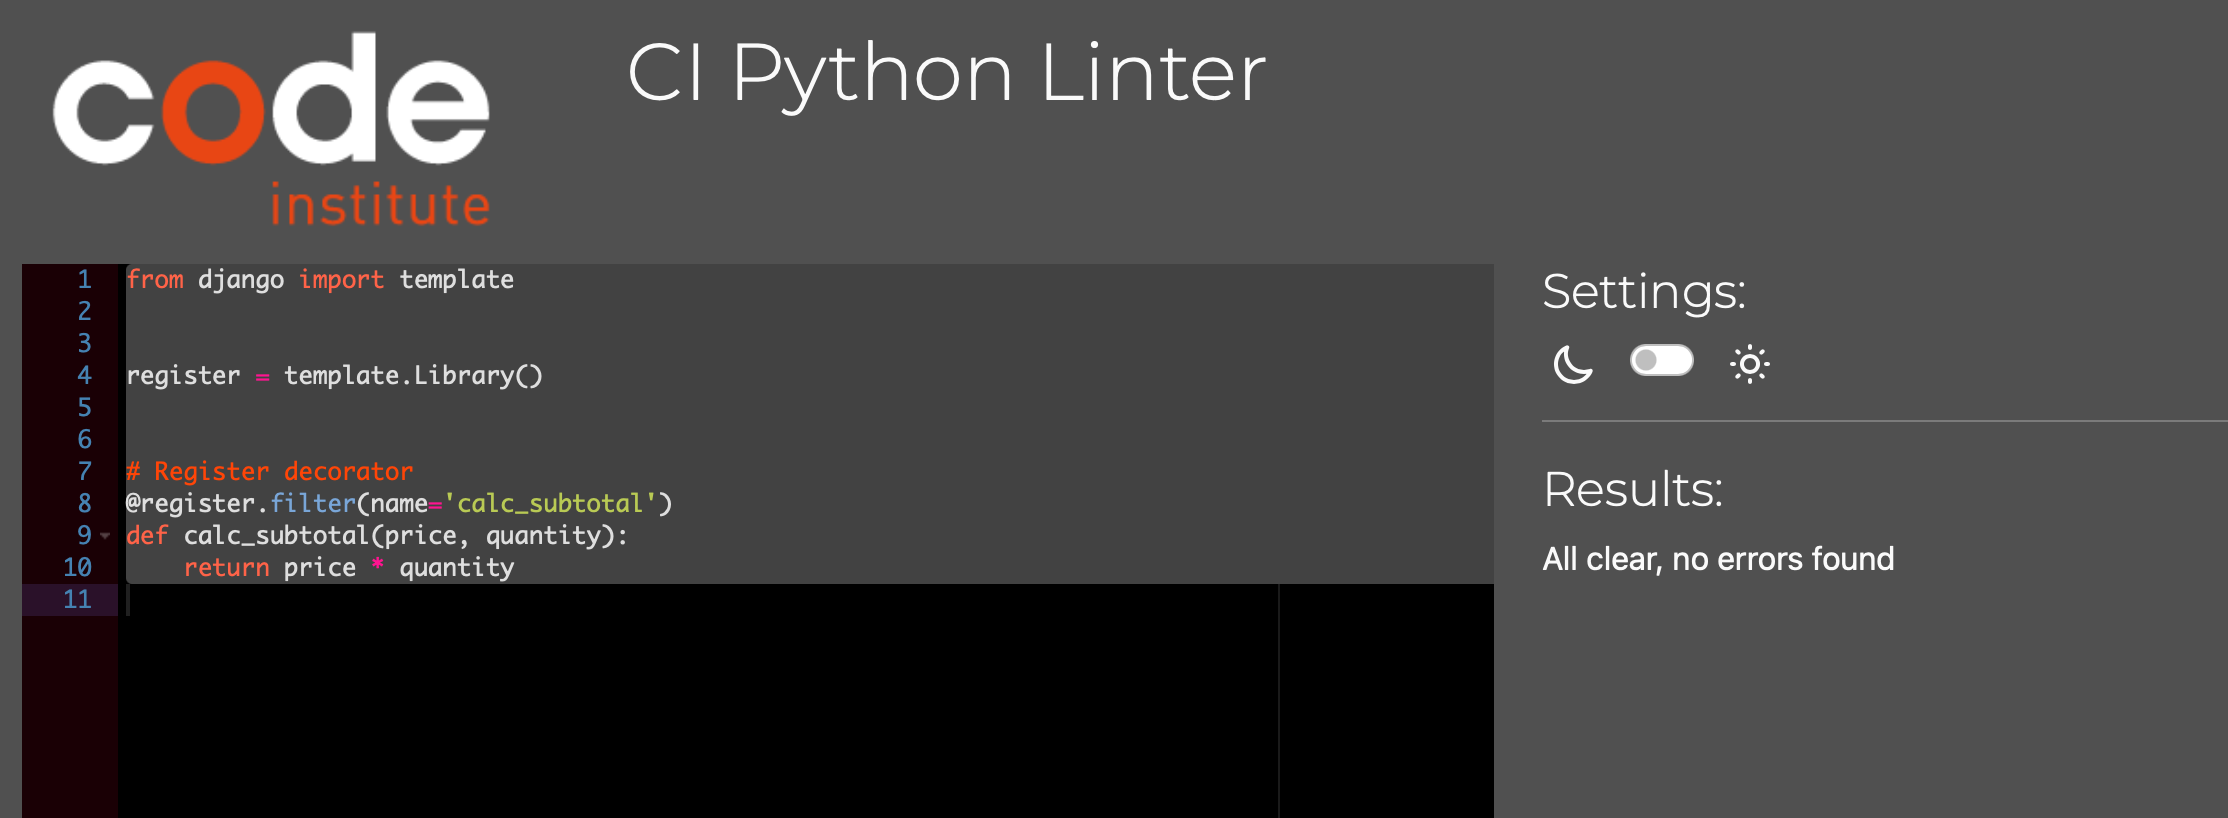 code
institute
CI Python Linter
1 from django import template
2
3
4 register = template.Library()
5
6
7 # Register decorator
8 @register.filter(name='calc_subtotal')
9 def calc_subtotal(price, quantity):
10     return price * quantity
11
Settings:
Results:
All clear, no errors found